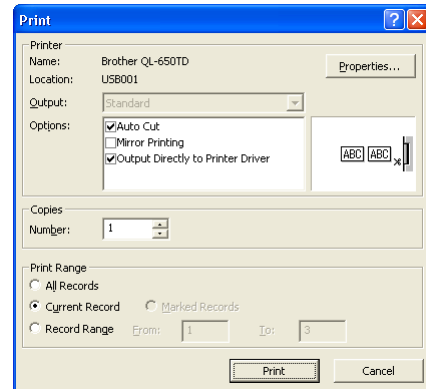 Print
Printer
Name: Brother QL-650TD
Properties...
Location: USB001
Output: Standard
Options: Auto Cut
Mirror Printing
Output Directly to Printer Driver
ABC ABC
Copies
Number: 1
Print Range
All Records
Current Record Marked Records
Record Range From: 1 To: 3
Print Cancel